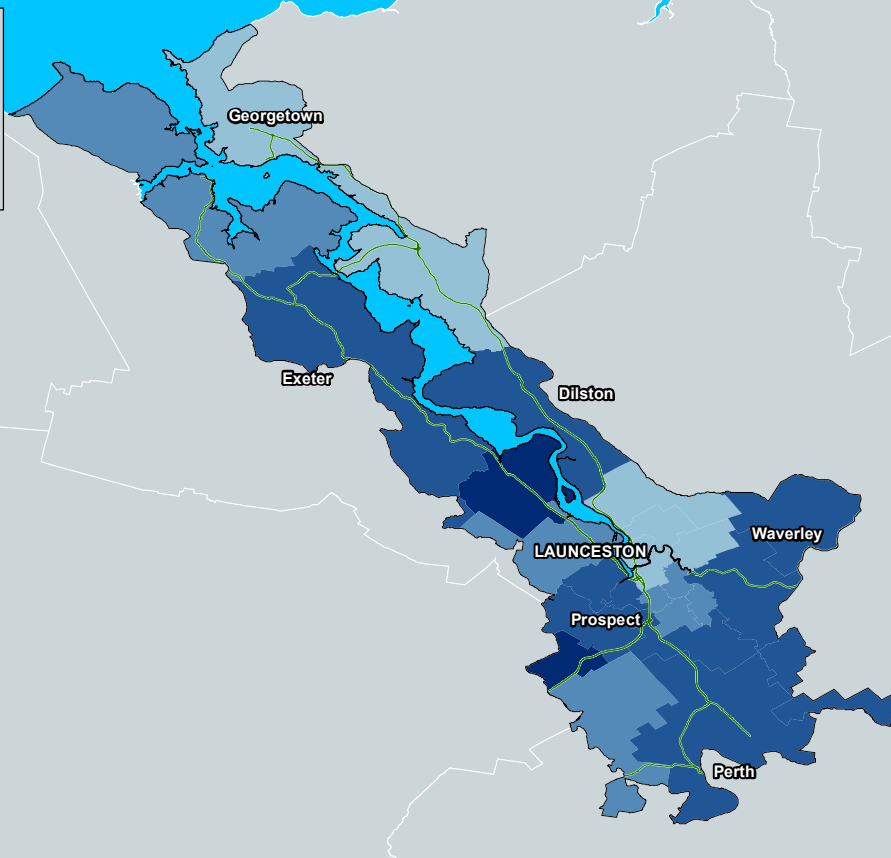 Georgetown
Exeter
Dilston
Waverley
LAUNCESTON
Prospect
Perth